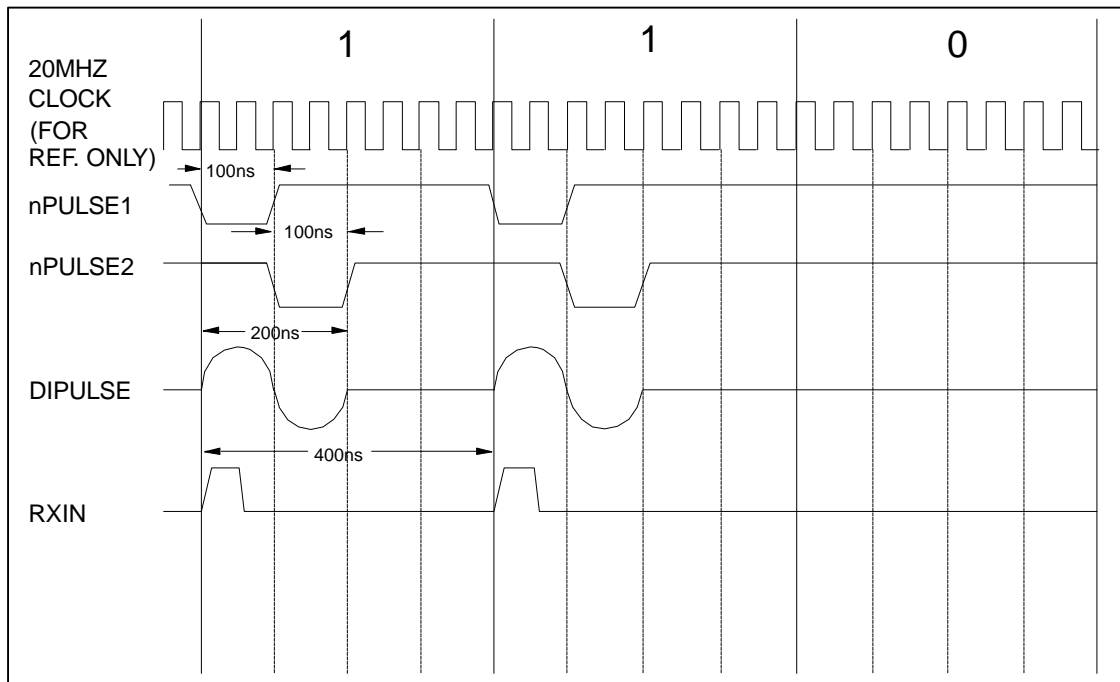 1 1 0
20MHZ
CLOCK
(FOR
REF. ONLY)
100ns
nPULSE1
100ns
nPULSE2
200ns
DIPULSE
400ns
RXIN